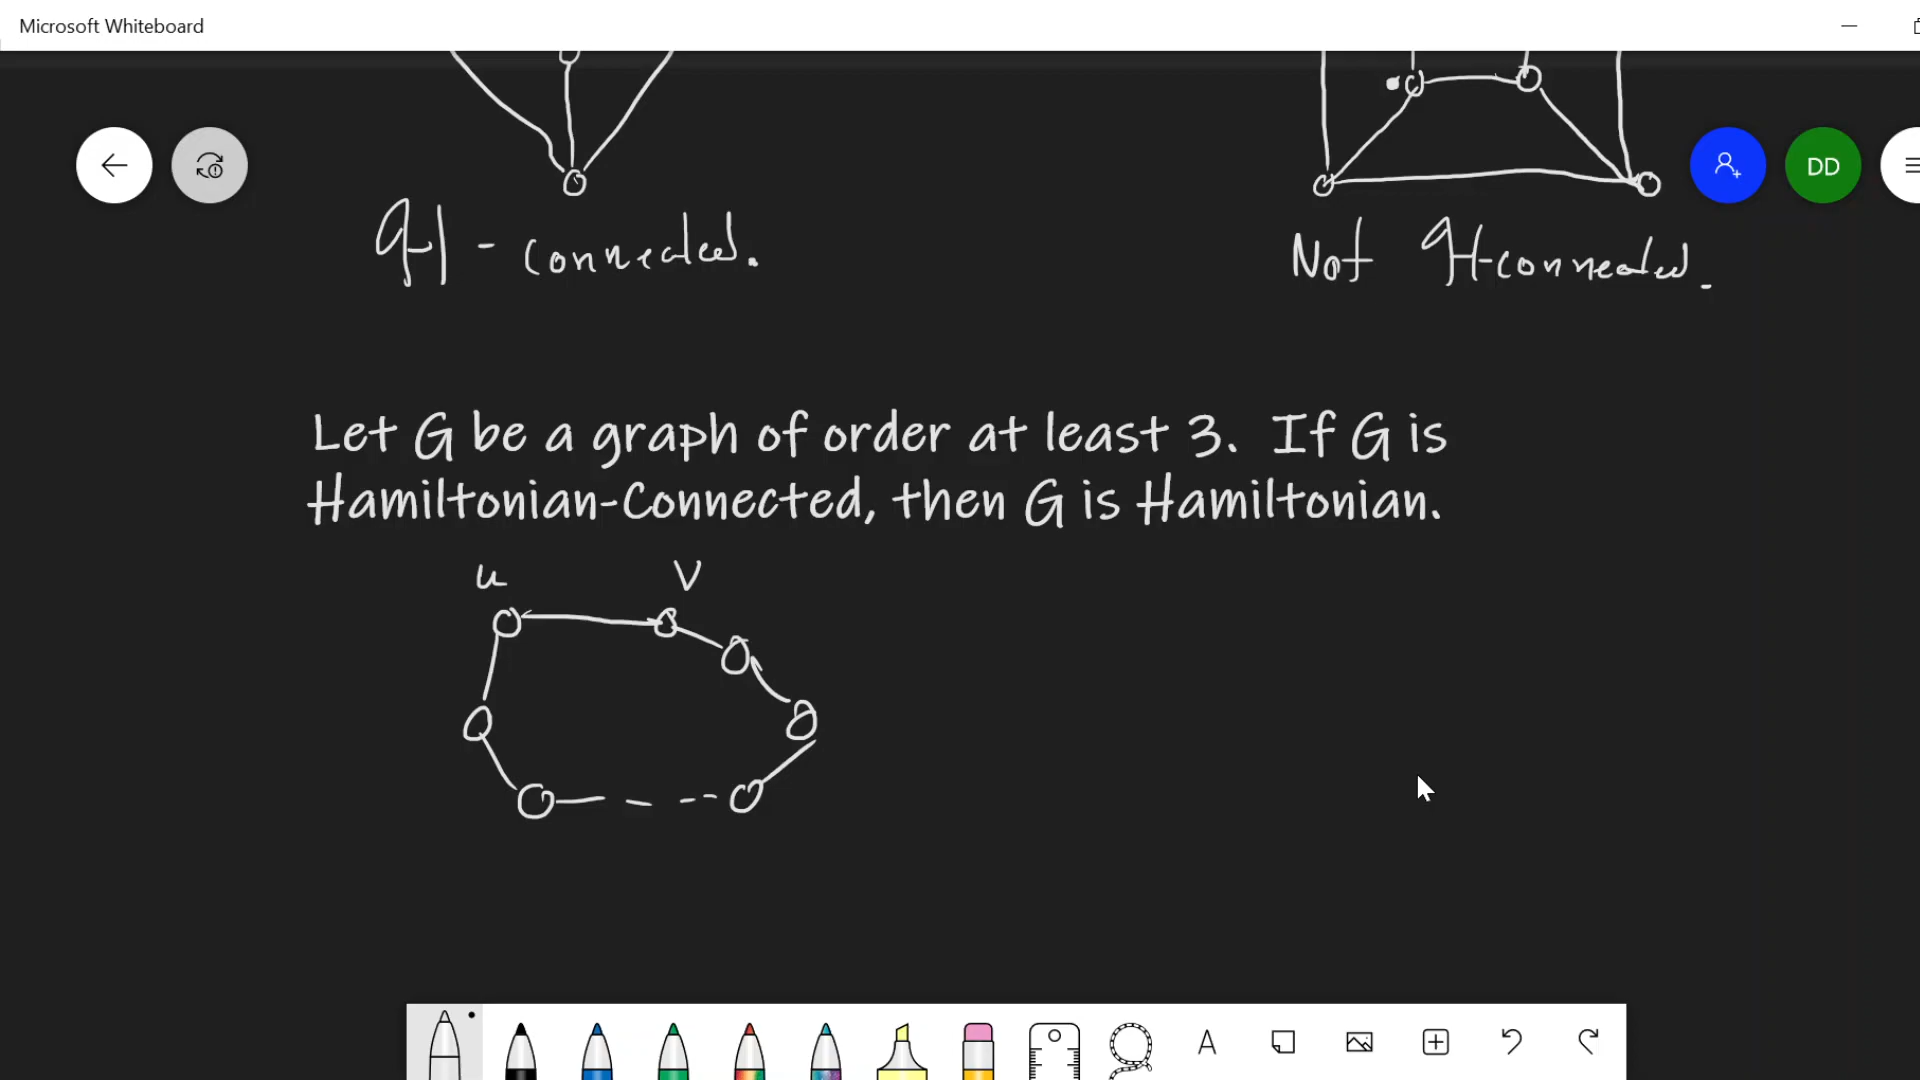 Microsoft Whiteboard
DD
H - connected.
Not H-connected.
Let G be a graph of order at least 3. If G is
Hamiltonian-Connected, then G is Hamiltonian.
u v
A